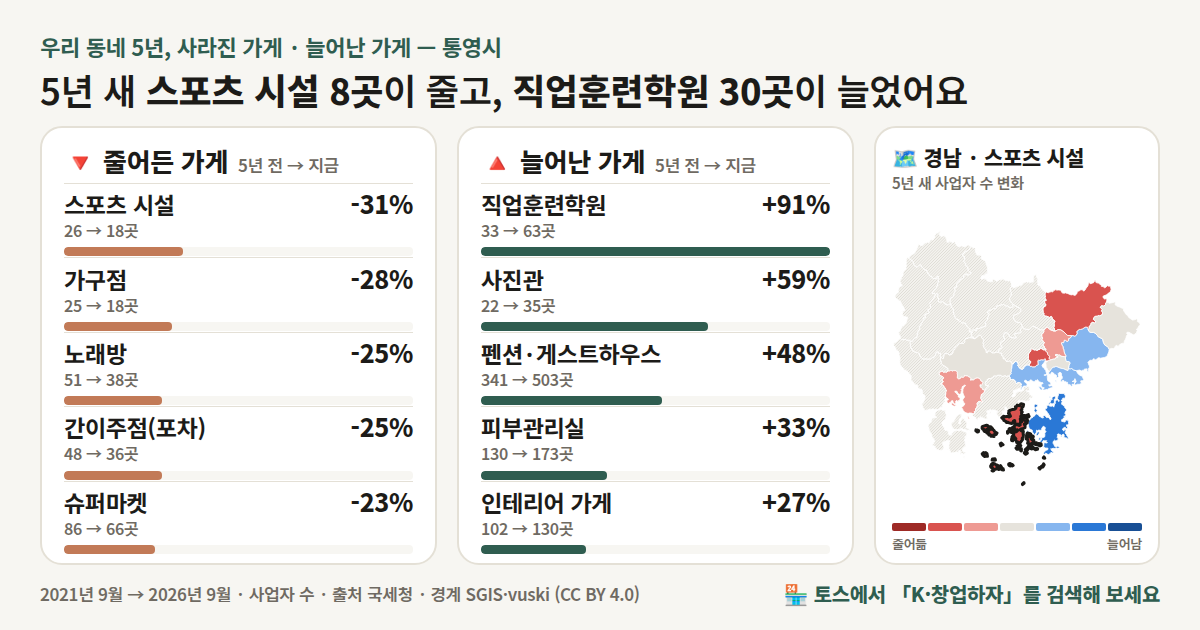 우리 동네 5년, 사라진 가게 · 늘어난 가게 — 통영시
5년 새 스포츠 시설 8곳이 줄고, 직업훈련학원 30곳이 늘었어요
줄어든 가게 5년 전 → 지금
스포츠 시설 -31%
26 → 18곳
가구점 -28%
25 → 18곳
노래방 -25%
51 → 38곳
간이주점(포차) -25%
48 → 36곳
슈퍼마켓 -23%
86 → 66곳
늘어난 가게 5년 전 → 지금
직업훈련학원 +91%
33 → 63곳
사진관 +59%
22 → 35곳
펜션·게스트하우스 +48%
341 → 503곳
피부관리실 +33%
130 → 173곳
인테리어 가게 +27%
102 → 130곳
경남 · 스포츠 시설
5년 새 사업자 수 변화
줄어듦 늘어남
2021년 9월 → 2026년 9월 · 사업자 수 · 출처 국세청 · 경계 SGIS·vuski (CC BY 4.0)
토스에서 「K·창업하자」를 검색해 보세요